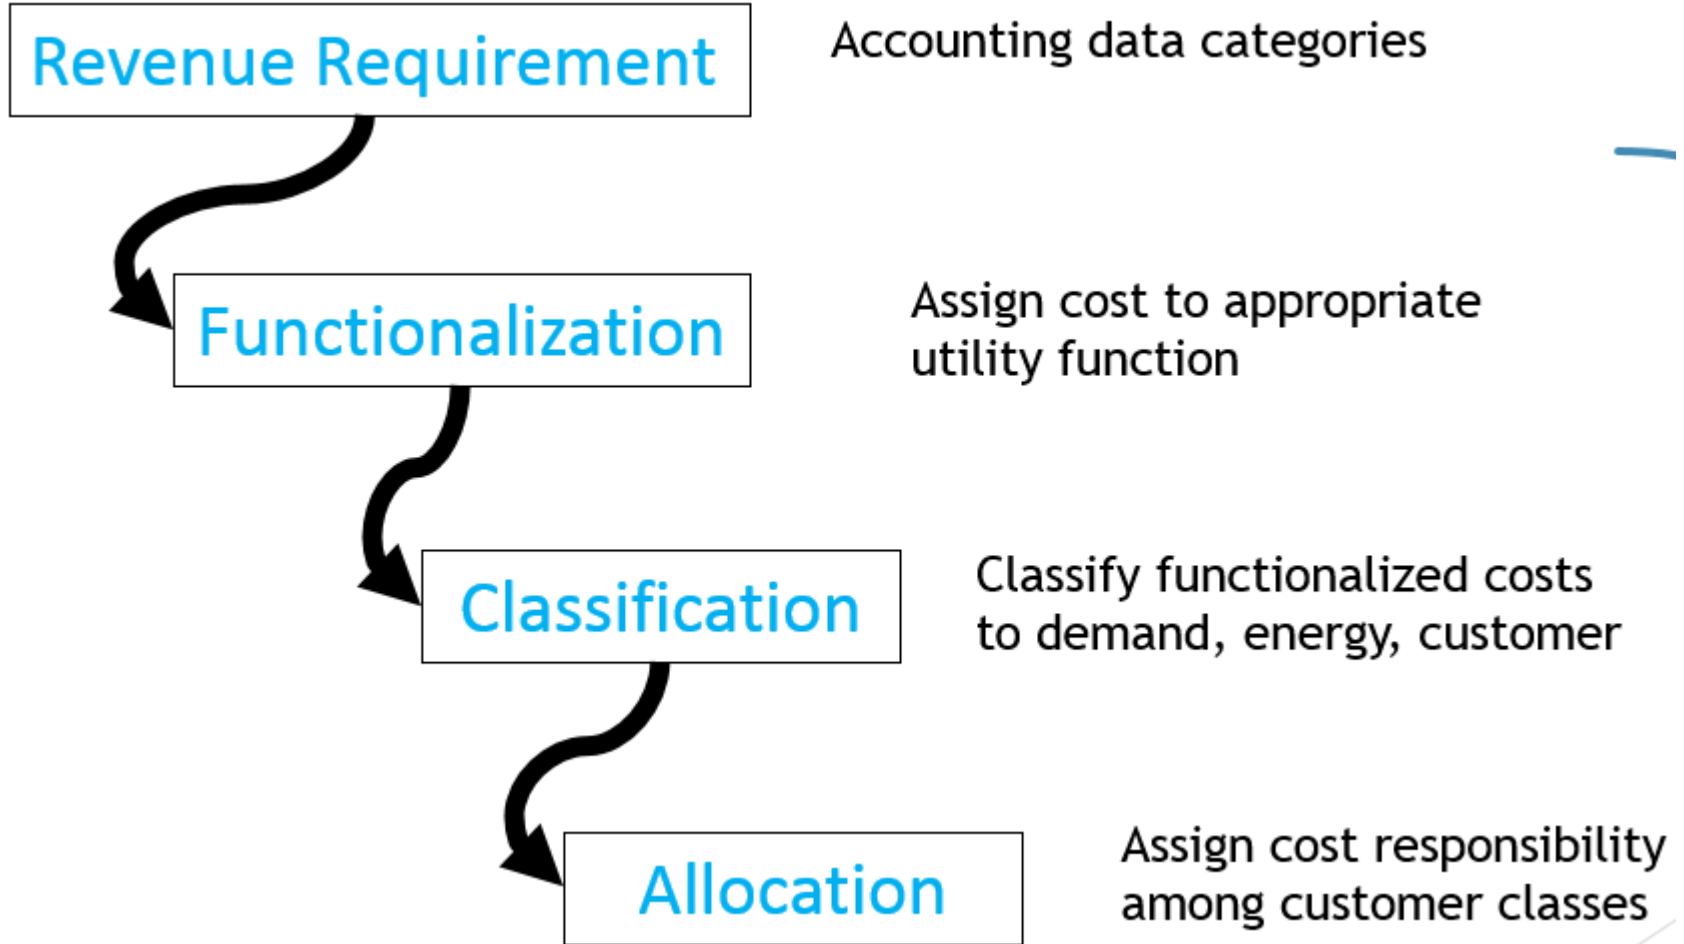 Revenue Requirement
Accounting data categories
Functionalization
Assign cost to appropriate
utility function
Classification
Classify functionalized costs
to demand, energy, customer
Allocation
Assign cost responsibility
among customer classes